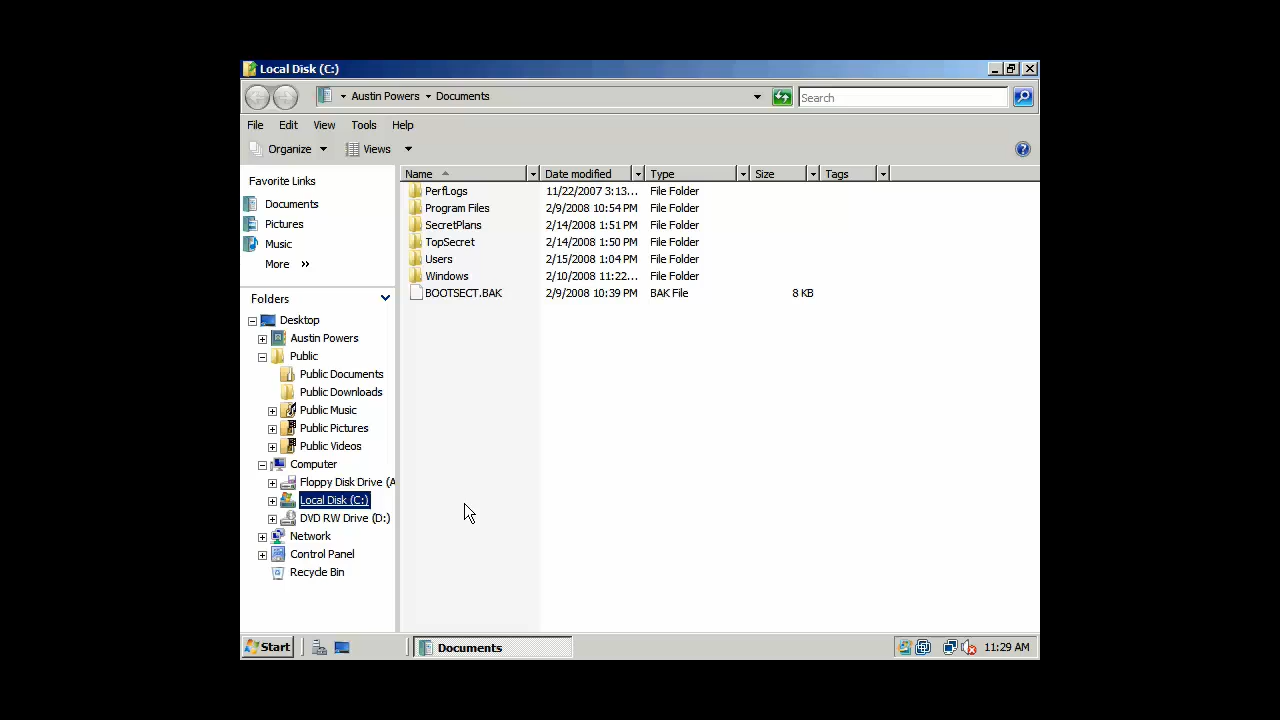 Local Disk (C:)
Austin Powers Documents
Search
File Edit View Tools Help
Organize Views
Favorite Links
Documents
Pictures
Music
More »
Folders
Desktop
Austin Powers
Public
Public Documents
Public Downloads
Public Music
Public Pictures
Public Videos
Computer
Floppy Disk Drive (A
Local Disk (C:)
DVD RW Drive (D:)
Network
Control Panel
Recycle Bin
Name Date modified Type Size Tags
PerfLogs 11/22/2007 3:13... File Folder
Program Files 2/9/2008 10:54 PM File Folder
SecretPlans 2/14/2008 1:51 PM File Folder
TopSecret 2/14/2008 1:50 PM File Folder
Users 2/15/2008 1:04 PM File Folder
Windows 2/10/2008 11:22... File Folder
BOOTSECT.BAK 2/9/2008 10:39 PM BAK File 8 KB
Start Documents 11:29 AM